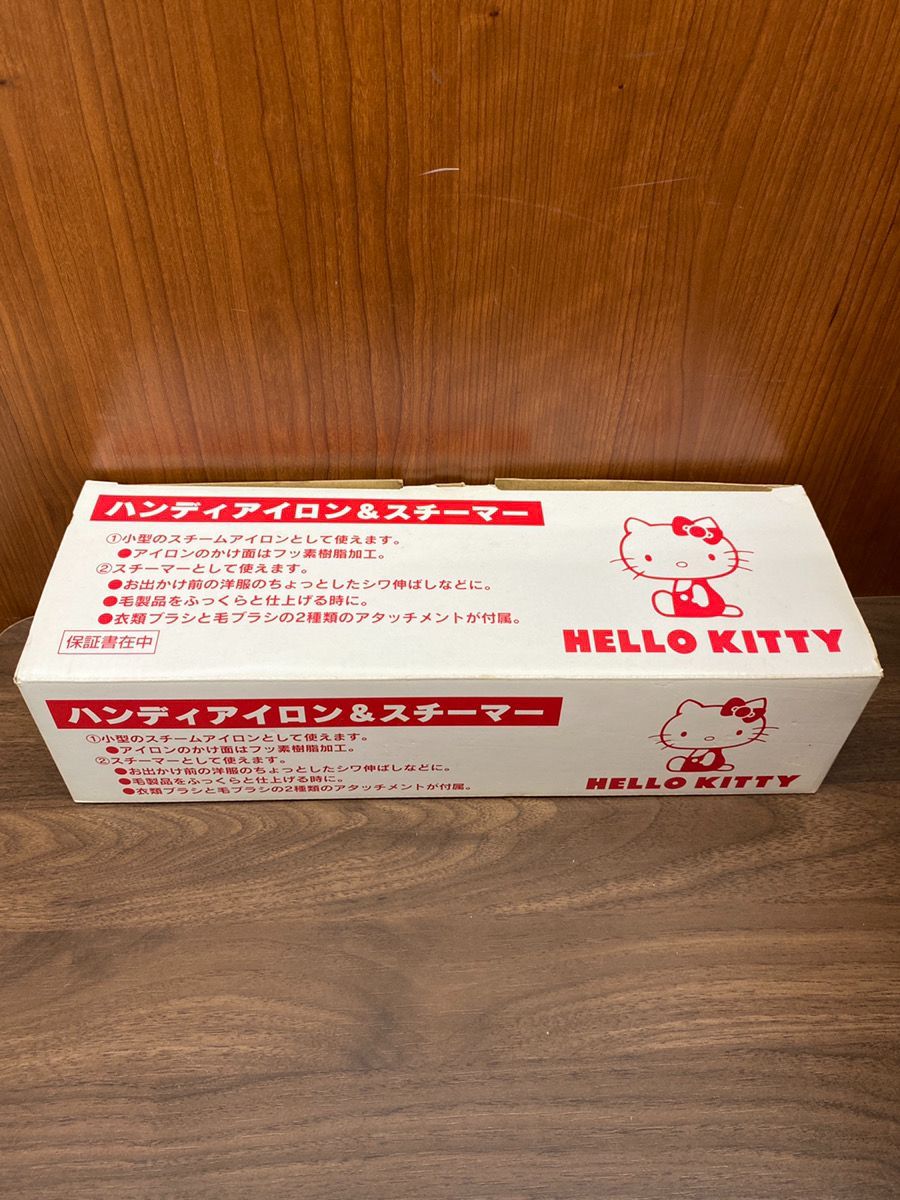 ハンディアイロン&スチーマー
①小型のスチームアイロンとして使えます。
●アイロンのかけ面はフッ素樹脂加工。
②スチーマーとして使えます。
●お出かけ前の洋服のちょっとしたシワ伸ばしなどに。
●毛製品をふっくらと仕上げる時に。
●衣類ブラシと毛ブラシの2種類のアタッチメントが付属。
保証書在中
HELLO KITTY
ハンディアイロン&スチーマー
①小型のスチームアイロンとして使えます。
●アイロンのかけ面はフッ素樹脂加工。
②スチーマーとして使えます。
●お出かけ前の洋服のちょっとしたシワ伸ばしなどに。
●毛製品をふっくらと仕上げる時に。
●衣類ブラシと毛ブラシの2種類のアタッチメントが付属。
HELLO KITTY